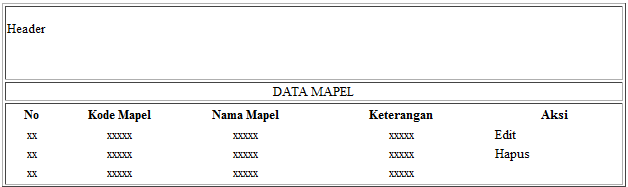 Header
DATA MAPEL
No Kode Mapel Nama Mapel Keterangan Aksi
xx xxxxx xxxxx xxxxx Edit
xx xxxxx xxxxx xxxxx Hapus
xx xxxxx xxxxx xxxxx